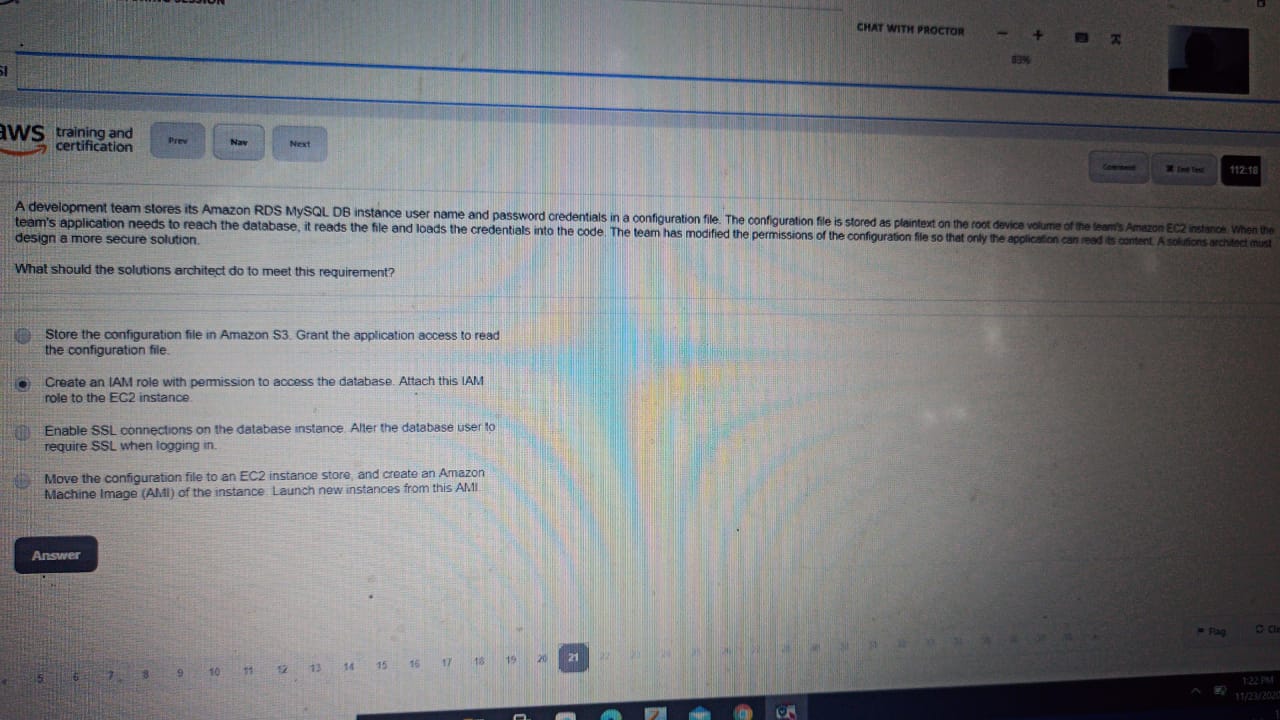 SESSION
CHAT WITH PROCTOR
83%
aws training and
certification
Prev
Nav
Next
Comment
End Test
112:18
A development team stores its Amazon RDS MySQL DB instance user name and password credentials in a configuration file. The configuration file is stored as plaintext on the root device volume of the team's Amazon EC2 instance. When the
team's application needs to reach the database, it reads the file and loads the credentials into the code. The team has modified the permissions of the configuration file so that only the application can read its content. A solutions architect must
design a more secure solution.
What should the solutions architect do to meet this requirement?
Store the configuration file in Amazon S3. Grant the application access to read
the configuration file.
Create an IAM role with permission to access the database. Attach this IAM
role to the EC2 instance.
Enable SSL connections on the database instance. Alter the database user to
require SSL when logging in.
Move the configuration file to an EC2 instance store, and create an Amazon
Machine Image (AMI) of the instance. Launch new instances from this AMI.
Answer
Flag
5 6 7 8 9 10 11 12 13 14 15 16 17 18 19 20 21 22 23 24
1:22 PM
11/23/2020